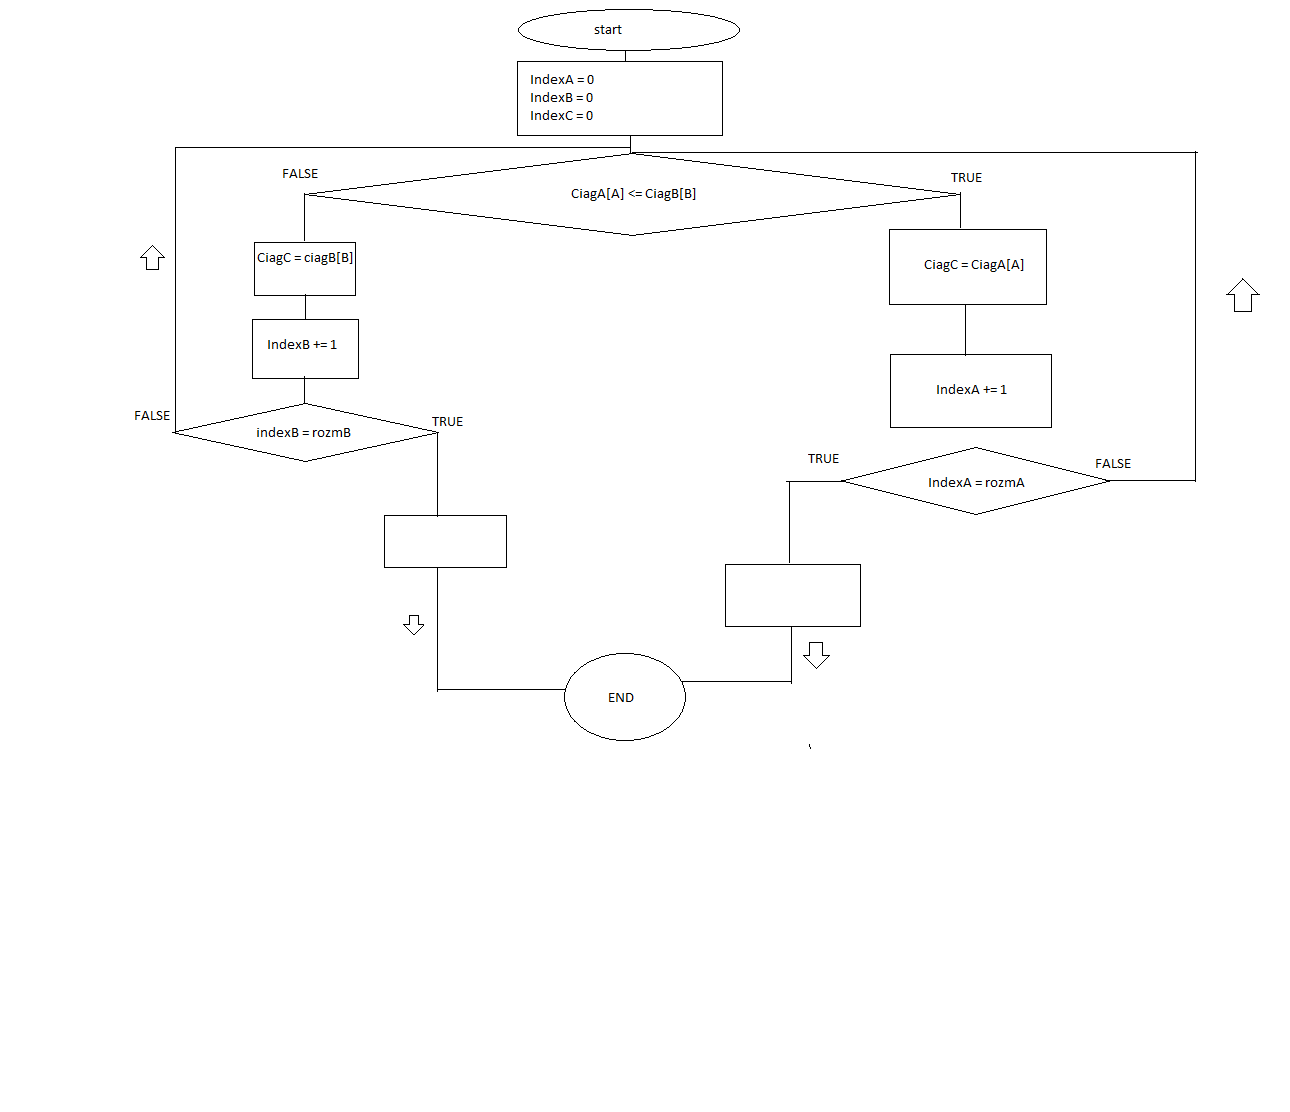 start
IndexA = 0
IndexB = 0
IndexC = 0
FALSE
TRUE
CiagA[A] <= CiagB[B]
CiagC = ciagB[B]
CiagC = CiagA[A]
IndexB += 1
IndexA += 1
FALSE
TRUE
indexB = rozmB
TRUE
FALSE
IndexA = rozmA
END